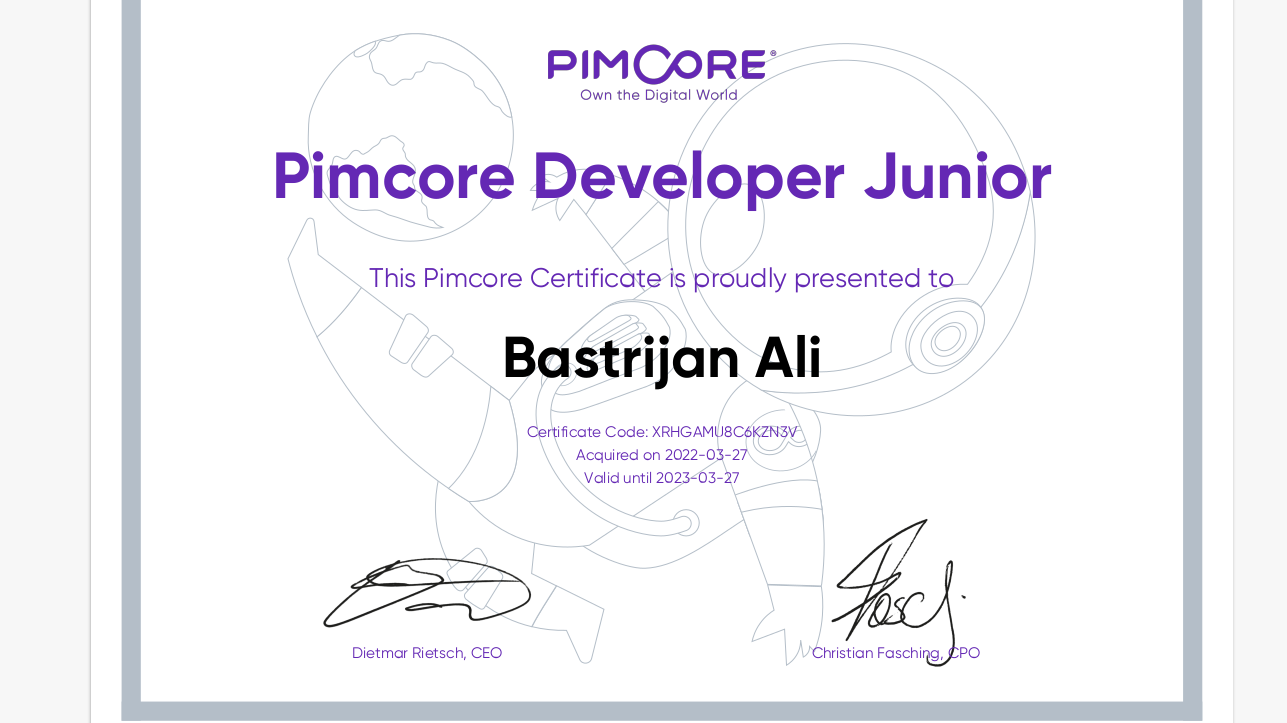 PIMCORE®
Own the Digital World
Pimcore Developer Junior
This Pimcore Certificate is proudly presented to
Bastrijan Ali
Certificate Code: XRHGAMU8C6KZN3V
Acquired on 2022-03-27
Valid until 2023-03-27
Dietmar Rietsch, CEO
Christian Fasching, CPO